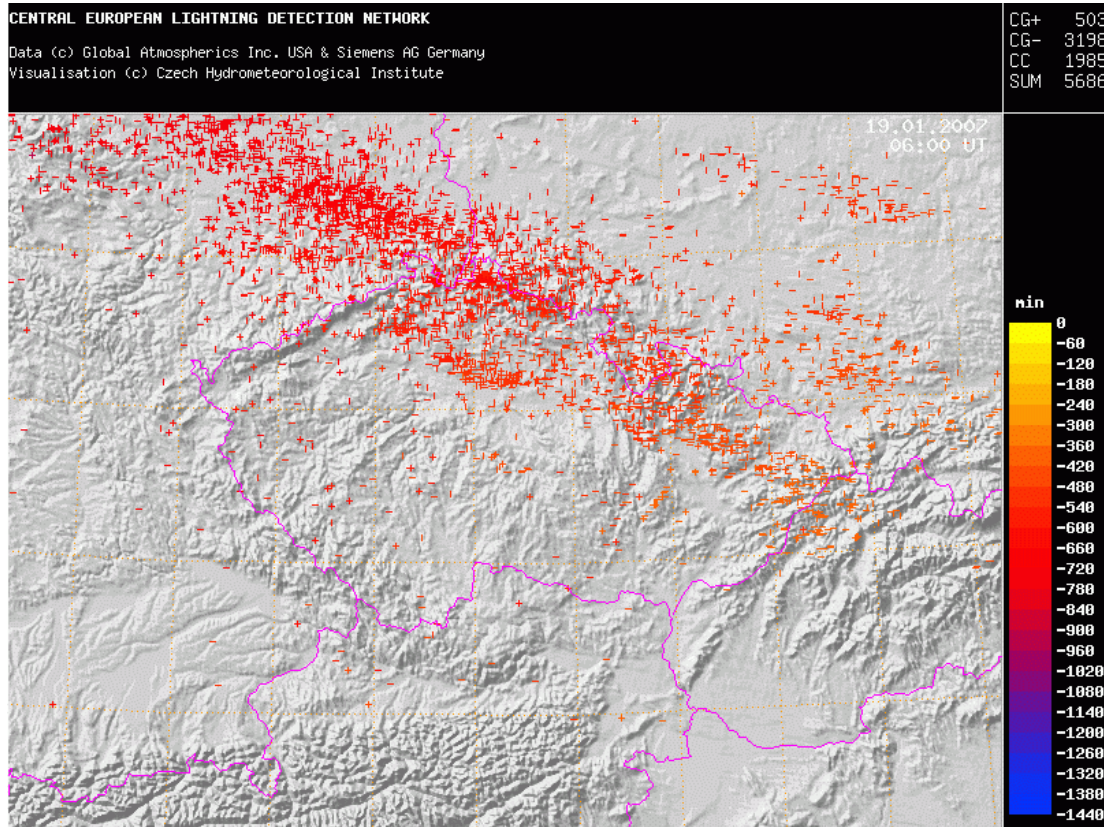 CENTRAL EUROPEAN LIGHTNING DETECTION NETWORK
Data (c) Global Atmospherics Inc. USA & Siemens AG Germany
Visualisation (c) Czech Hydrometeorological Institute
CG+ 503
CG- 3198
CC 1985
SUM 5686
19.01.2007
06:00 UT
min
0
-60
-120
-180
-240
-300
-360
-420
-480
-540
-600
-660
-720
-780
-840
-900
-960
-1020
-1080
-1140
-1200
-1260
-1320
-1380
-1440